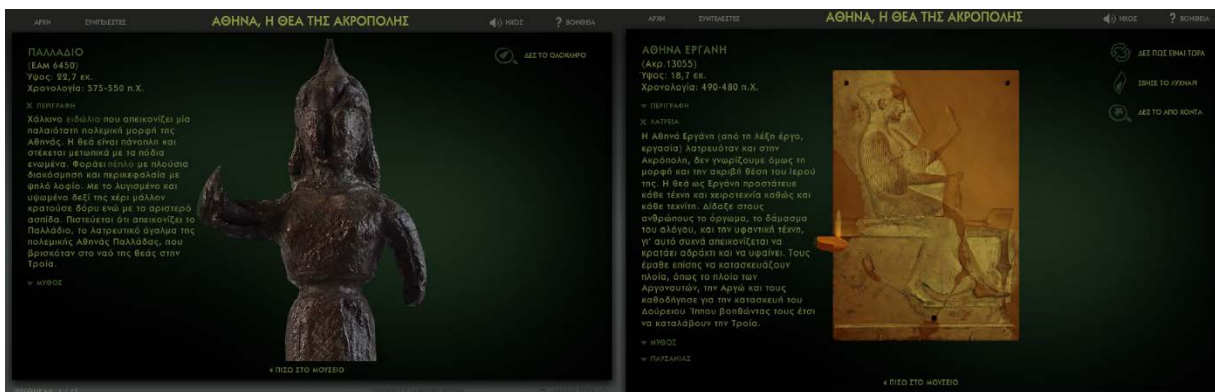 ΑΡΧΗ ΣΥΝΤΕΛΕΣΤΕΣ ΑΘΗΝΑ, Η ΘΕΑ ΤΗΣ ΑΚΡΟΠΟΛΗΣ ΗΧΟΣ ? ΒΟΗΘΕΙΑ
ΠΑΛΛΑΔΙΟ
(ΕΑΜ 6450)
Ύψος: 22,7 εκ.
Χρονολογία: 575-550 π.Χ.
ΠΕΡΙΓΡΑΦΗ
Χάλκινο ειδώλιο που απεικονίζει μία
παλαιότατη πολεμική μορφή της
Αθηνάς. Η θεά είναι πάνοπλη και
στέκεται μετωπικά με τα πόδια
ενωμένα. Φοράει πέπλο με πλούσια
διακόσμηση και περικεφαλαία με
ψηλό λοφίο. Με το λυγισμένο και
υψωμένο δεξί της χέρι μάλλον
κρατούσε δόρυ ενώ με το αριστερό
ασπίδα. Πιστεύεται ότι απεικονίζει το
Παλλάδιο, το λατρευτικό άγαλμα της
πολεμικής Αθηνάς Παλλάδας, που
βρισκόταν στο ναό της θεάς στην
Τροία.
ΜΥΘΟΣ
ΔΕΣ ΤΟ ΟΛΟΚΛΗΡΟ
ΠΙΣΩ ΣΤΟ ΜΟΥΣΕΙΟ
ΑΡΧΗ ΣΥΝΤΕΛΕΣΤΕΣ ΑΘΗΝΑ, Η ΘΕΑ ΤΗΣ ΑΚΡΟΠΟΛΗΣ ΗΧΟΣ ? ΒΟΗΘΕΙΑ
ΑΘΗΝΑ ΕΡΓΑΝΗ
(Ακρ.13055)
Ύψος: 18,7 εκ.
Χρονολογία: 490-480 π.Χ.
ΠΕΡΙΓΡΑΦΗ
ΛΑΤΡΕΙΑ
Η Αθηνά Εργάνη (από τη λέξη έργο,
εργασία) λατρευόταν και στην
Ακρόπολη, δεν γνωρίζουμε όμως τη
μορφή και την ακριβή θέση του Ιερού
της. Η θεά ως Εργάνη προστάτευε
κάθε τέχνη και χειροτεχνία καθώς και
κάθε τεχνίτη. Δίδαξε στους
ανθρώπους το όργωμα, το δάμασμα
του αλόγου, και την υφαντική τέχνη,
γι' αυτό συχνά απεικονίζεται να
κρατάει αδράχτι και να υφαίνει. Τους
έμαθε επίσης να κατασκευάζουν
πλοία, όπως το πλοίο των
Αργοναυτών, την Αργώ και τους
καθοδήγησε για την κατασκευή του
Δούρειου Ίππου βοηθώντας τους έτσι
να καταλάβουν την Τροία.
ΜΥΘΟΣ
ΠΑΥΣΑΝΙΑΣ
ΔΕΣ ΠΩΣ ΕΙΝΑΙ ΤΩΡΑ
ΣΒΗΣΕ ΤΟ ΛΥΧΝΑΡΙ
ΔΕΣ ΤΟ ΑΠΟ ΚΟΝΤΑ
ΠΙΣΩ ΣΤΟ ΜΟΥΣΕΙΟ